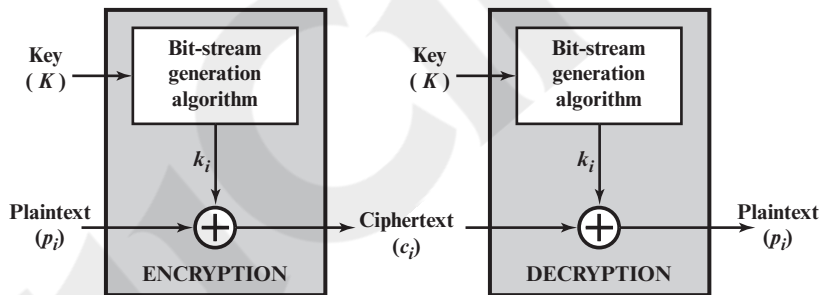 Key
(K)
Bit-stream
generation
algorithm
k_i
Plaintext
(p_i)
ENCRYPTION
Ciphertext
(c_i)
Key
(K)
Bit-stream
generation
algorithm
k_i
DECRYPTION
Plaintext
(p_i)